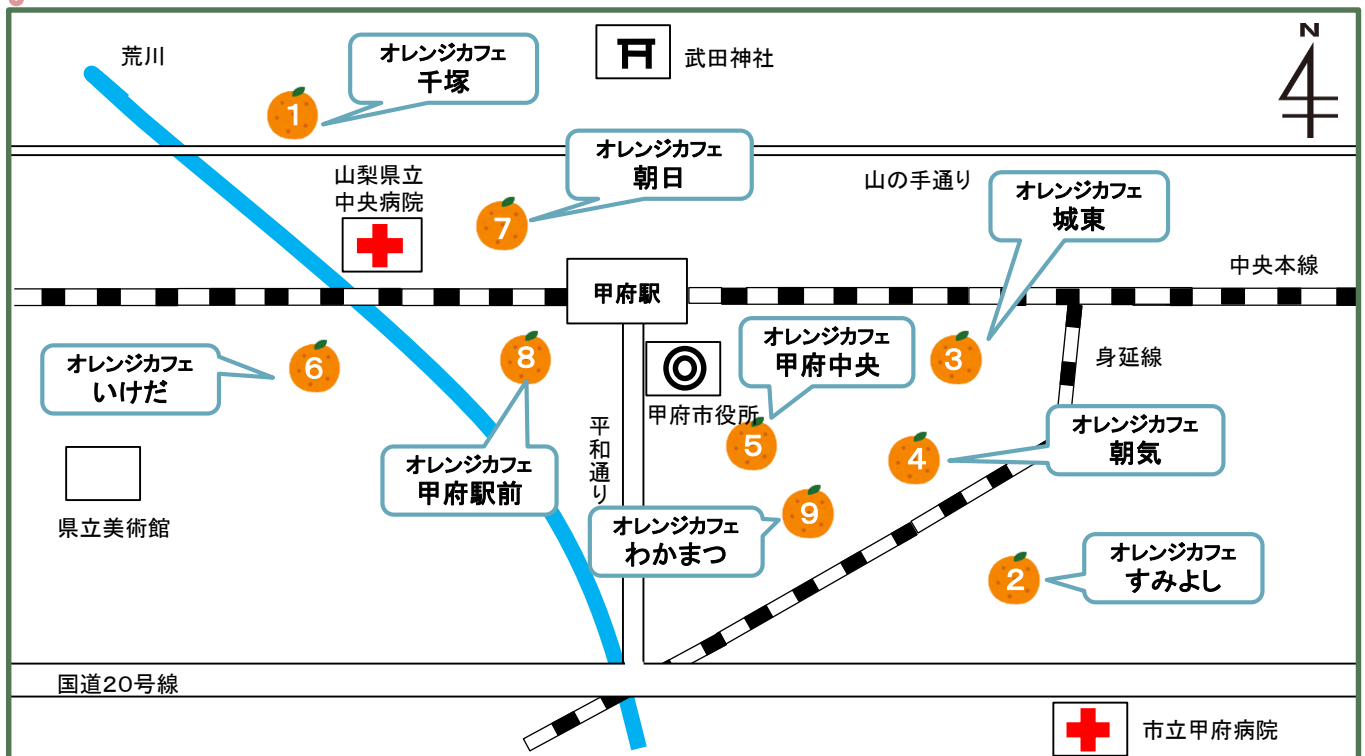 荒川
オレンジカフェ
千塚
武田神社
N
1
オレンジカフェ
朝日
山梨県立
中央病院
山の手通り
オレンジカフェ
城東
7
中央本線
甲府駅
オレンジカフェ
いけだ
6
8
オレンジカフェ
甲府中央
3
身延線
甲府市役所
平和通り
5
オレンジカフェ
朝気
4
オレンジカフェ
甲府駅前
県立美術館
オレンジカフェ
わかまつ
9
2
オレンジカフェ
すみよし
国道20号線
市立甲府病院